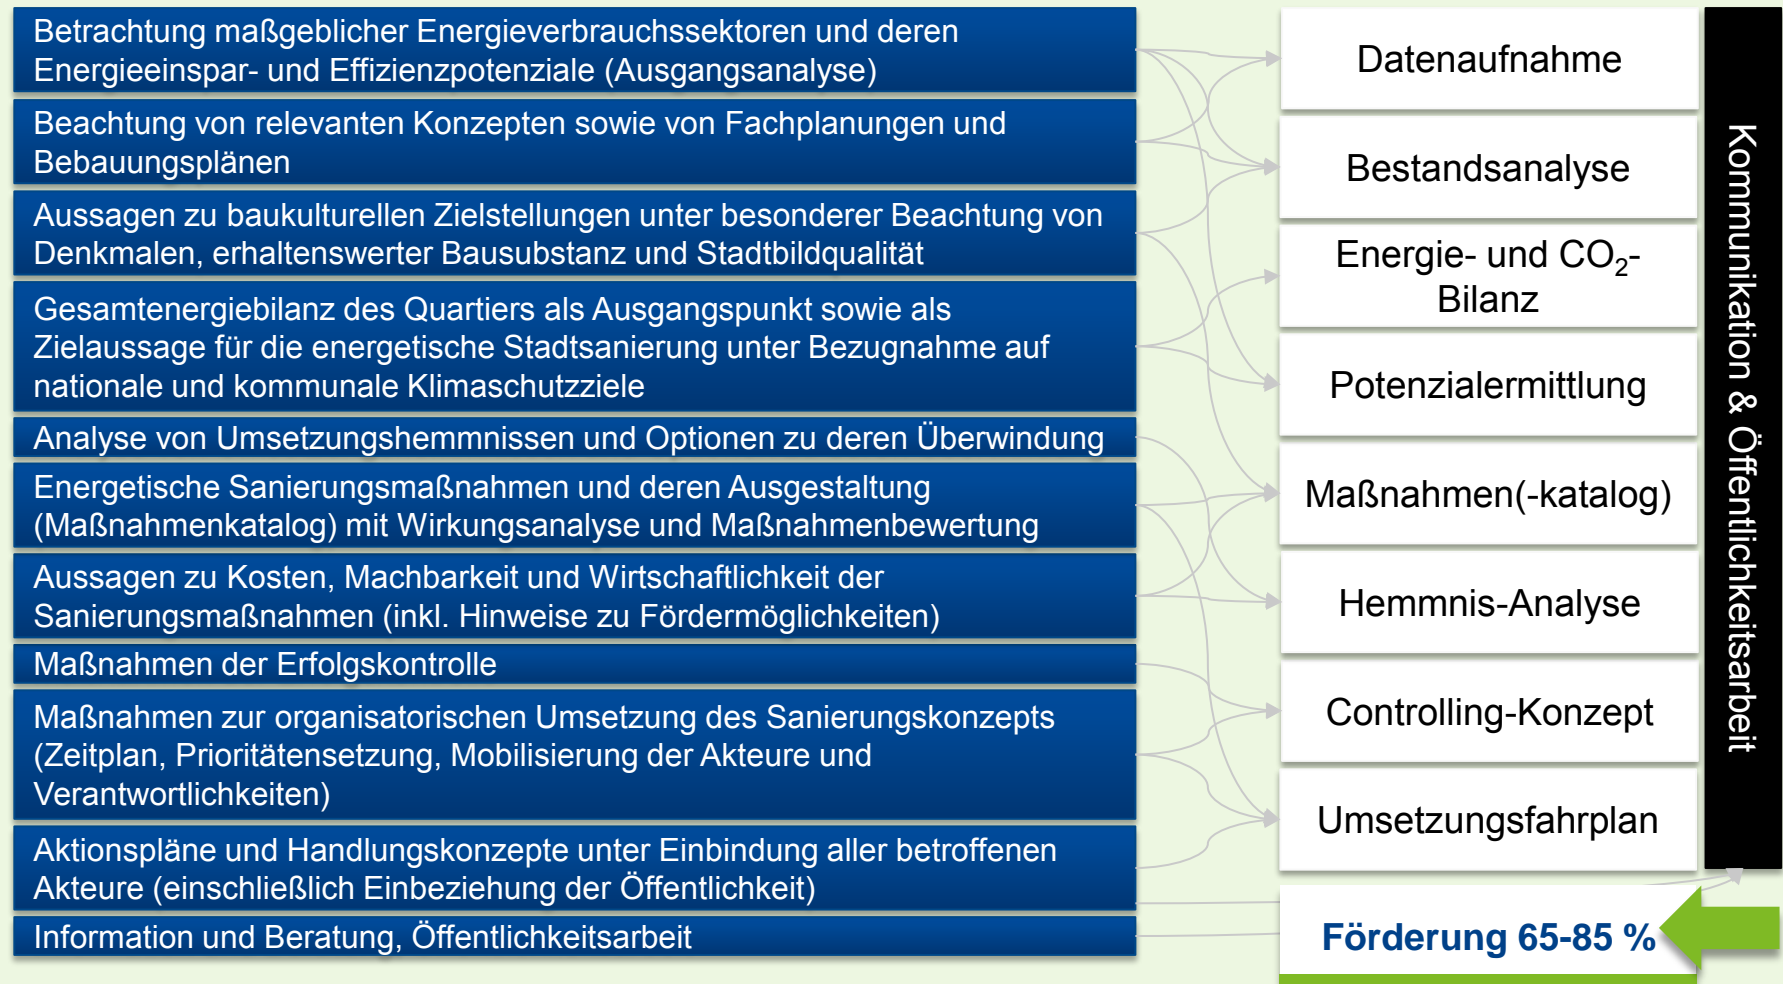 Betrachtung maßgeblicher Energieverbrauchssektoren und deren
Energieeinspar- und Effizienzpotenziale (Ausgangsanalyse)
Beachtung von relevanten Konzepten sowie von Fachplanungen und
Bebauungsplänen
Aussagen zu baukulturellen Zielstellungen unter besonderer Beachtung von
Denkmalen, erhaltenswerter Bausubstanz und Stadtbildqualität
Gesamtenergiebilanz des Quartiers als Ausgangspunkt sowie als
Zielaussage für die energetische Stadtsanierung unter Bezugnahme auf
nationale und kommunale Klimaschutzziele
Analyse von Umsetzungshemmnissen und Optionen zu deren Überwindung
Energetische Sanierungsmaßnahmen und deren Ausgestaltung
(Maßnahmenkatalog) mit Wirkungsanalyse und Maßnahmenbewertung
Aussagen zu Kosten, Machbarkeit und Wirtschaftlichkeit der
Sanierungsmaßnahmen (inkl. Hinweise zu Fördermöglichkeiten)
Maßnahmen der Erfolgskontrolle
Maßnahmen zur organisatorischen Umsetzung des Sanierungskonzepts
(Zeitplan, Prioritätensetzung, Mobilisierung der Akteure und
Verantwortlichkeiten)
Aktionspläne und Handlungskonzepte unter Einbindung aller betroffenen
Akteure (einschließlich Einbeziehung der Öffentlichkeit)
Information und Beratung, Öffentlichkeitsarbeit
Datenaufnahme
Bestandsanalyse
Energie- und CO₂-
Bilanz
Potenzialermittlung
Maßnahmen(-katalog)
Hemmnis-Analyse
Controlling-Konzept
Umsetzungsfahrplan
Förderung 65-85 %
Kommunikation & Öffentlichkeitsarbeit